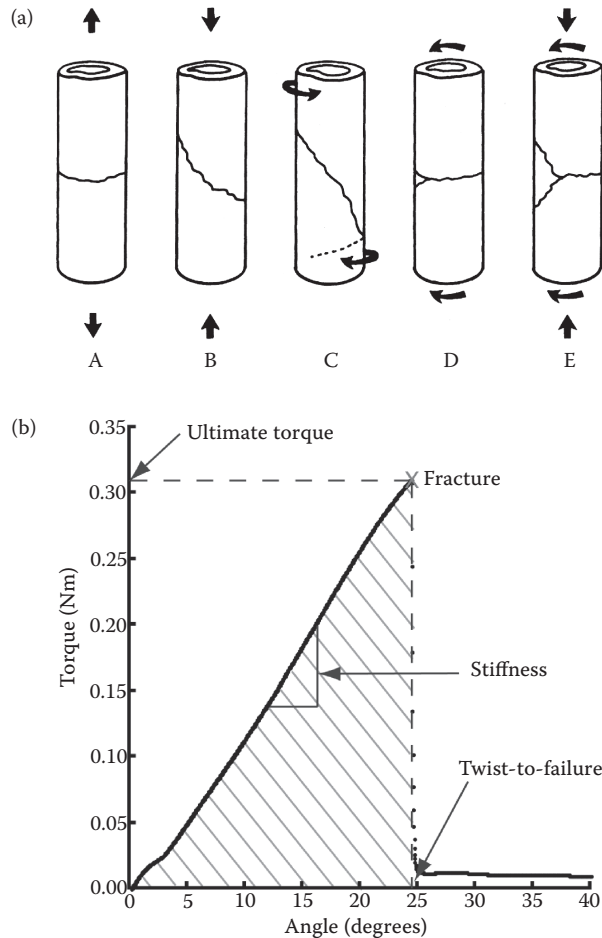 (a)
A B C D E
(b)
0.35
Ultimate torque
0.30
Fracture
0.25
0.20
Torque (Nm)
Stiffness
0.15
0.10
Twist-to-failure
0.05
0.00
0 5 10 15 20 25 30 35 40
Angle (degrees)